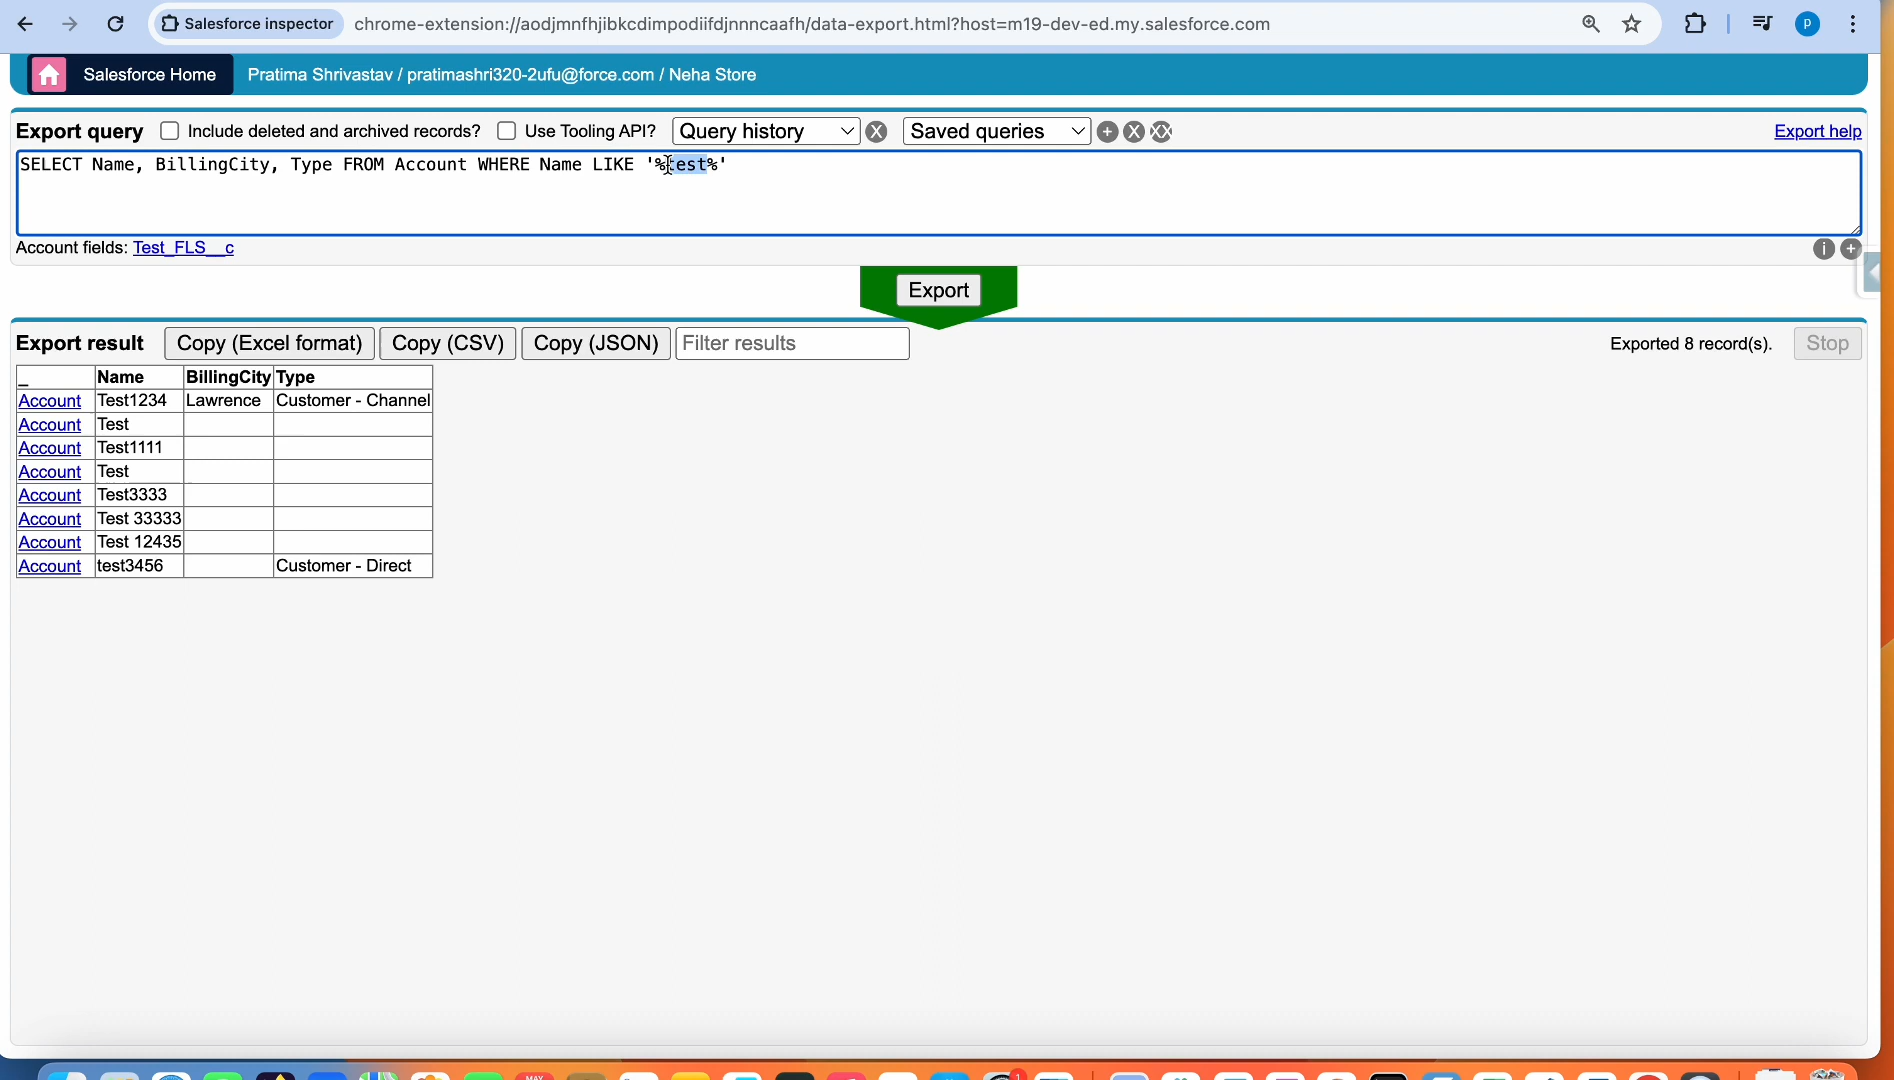 Salesforce inspector
chrome-extension://aodjmnfhjibkcdimpodiifdjnnncaafh/data-export.html?host=m19-dev-ed.my.salesforce.com
P
Salesforce Home Pratima Shrivastav / pratimashri320-2ufu@force.com / Neha Store
Export query Include deleted and archived records? Use Tooling API? Query history X Saved queries + X XX Export help
SELECT Name, BillingCity, Type FROM Account WHERE Name LIKE '%test%'
Account fields: Test_FLS__c i +
Export
Export result Copy (Excel format) Copy (CSV) Copy (JSON) Filter results Exported 8 record(s). Stop
_ Name BillingCity Type
Account Test1234 Lawrence Customer - Channel
Account Test
Account Test1111
Account Test
Account Test3333
Account Test 33333
Account Test 12435
Account test3456 Customer - Direct
MAY 1